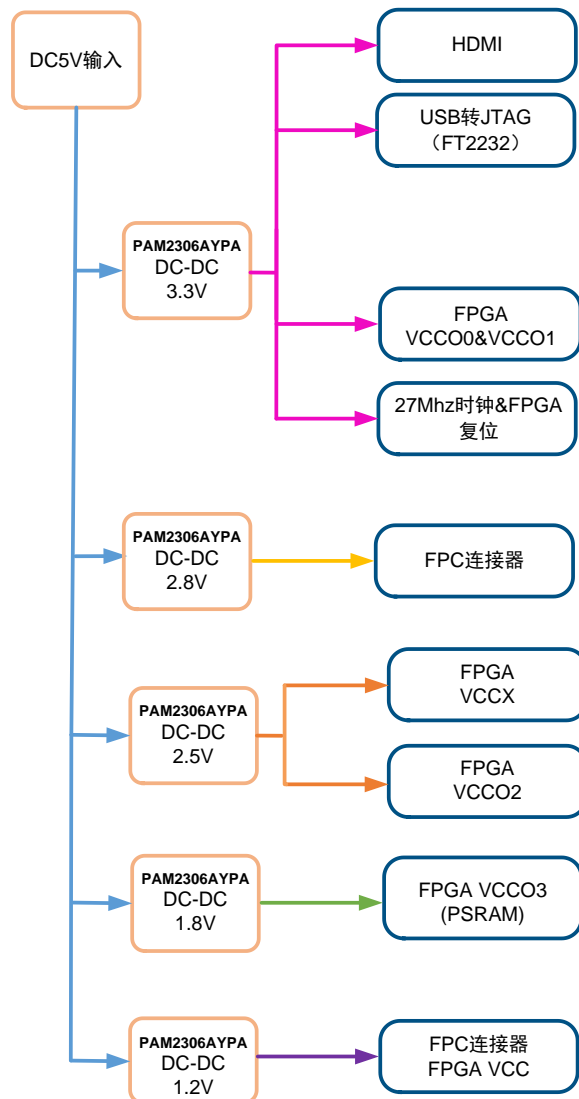 DC5V输入
HDMI
USB转JTAG
（FT2232）
PAM2306AYPA
DC-DC
3.3V
FPGA
VCCO0&VCCO1
27Mhz时钟&FPGA
复位
PAM2306AYPA
DC-DC
2.8V
FPC连接器
PAM2306AYPA
DC-DC
2.5V
FPGA
VCCX
FPGA
VCCO2
PAM2306AYPA
DC-DC
1.8V
FPGA VCCO3
(PSRAM)
PAM2306AYPA
DC-DC
1.2V
FPC连接器
FPGA VCC